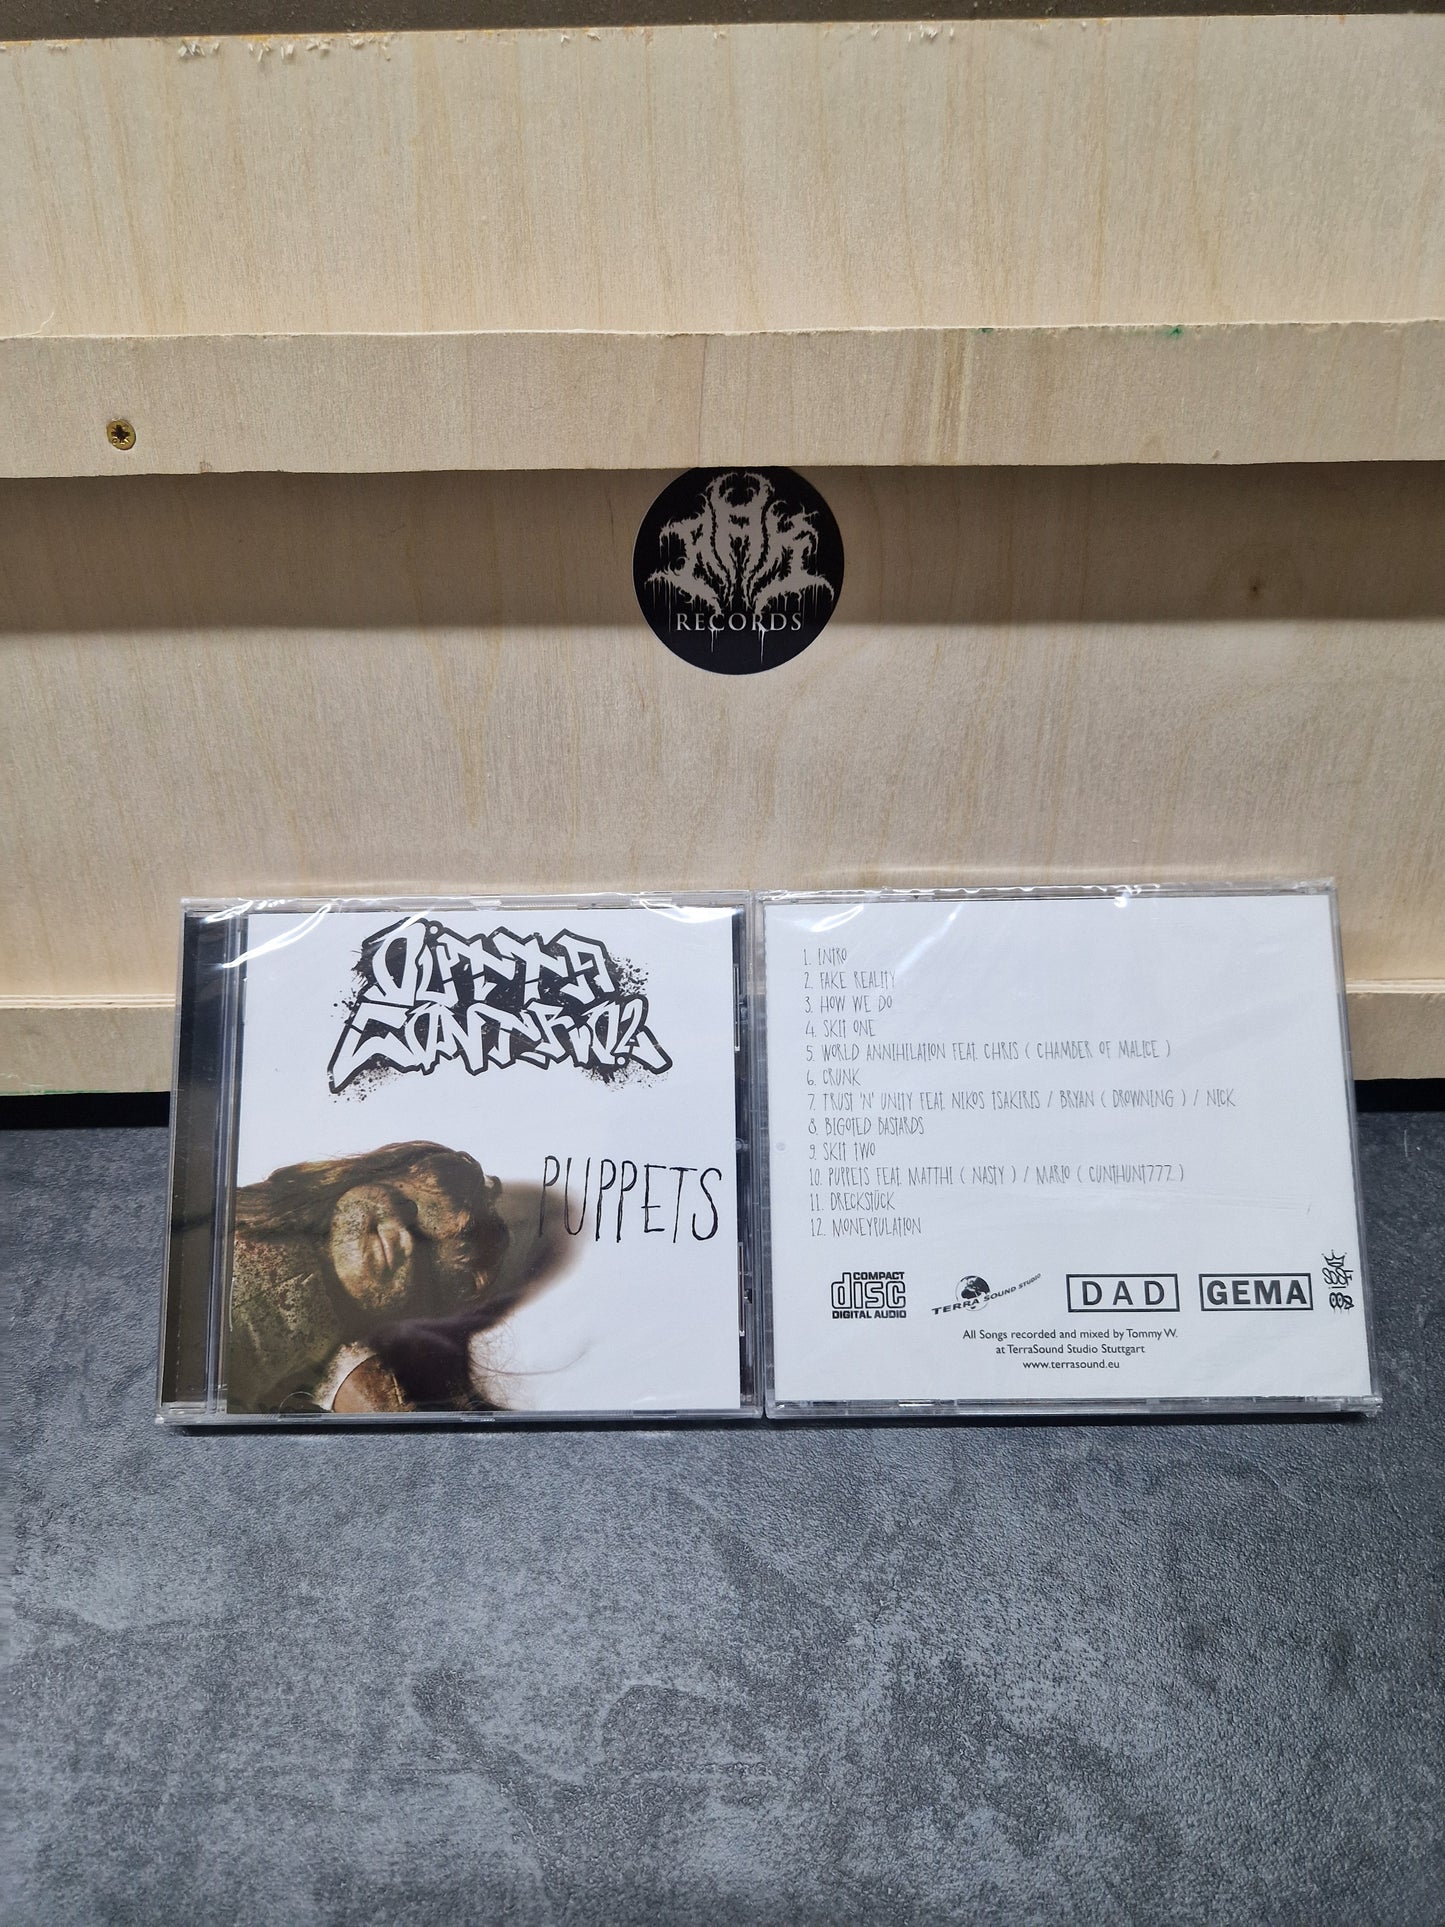 RECORDS
OUTTA
CONTROL
PUPPETS
1. INTRO
2. FAKE REALITY
3. HOW WE DO
4. SKIT ONE
5. WORLD ANNIHILATION FEAT. CHRIS ( CHAMBER OF MALICE )
6. CRUNK
7. TRUST 'N' UNITY FEAT. NIKOS TSAKIRIS / BRYAN ( DROWNING ) / NICK
8. BIGOTED BASTARDS
9. SKIT TWO
10. PUPPETS FEAT. MATTHI ( NASTY ) / MARIO ( CUNTHUNT777 )
11. DRECKSTÜCK
12. MONEYPULATION
COMPACT
disc
DIGITAL AUDIO
TERRA SOUND STUDIO
DAD
GEMA
All Songs recorded and mixed by Tommy W.
at TerraSound Studio Stuttgart
www.terrasound.eu